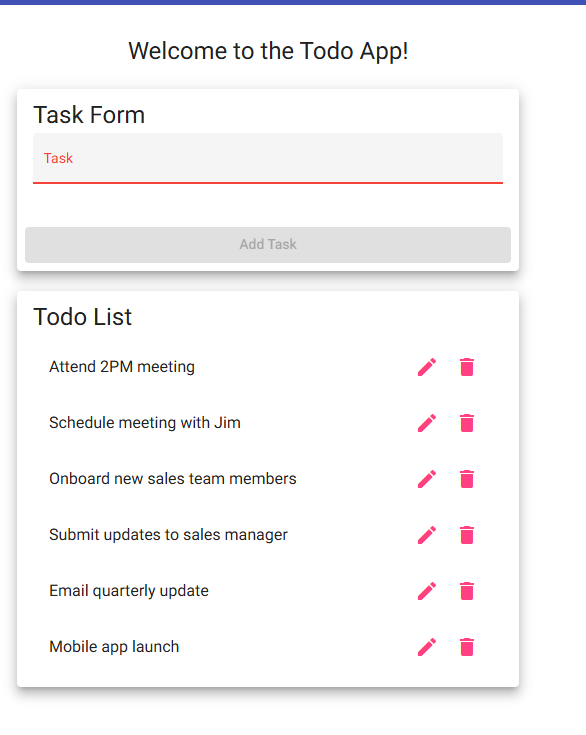 Welcome to the Todo App!
Task Form
Task
Add Task
Todo List
Attend 2PM meeting
Schedule meeting with Jim
Onboard new sales team members
Submit updates to sales manager
Email quarterly update
Mobile app launch